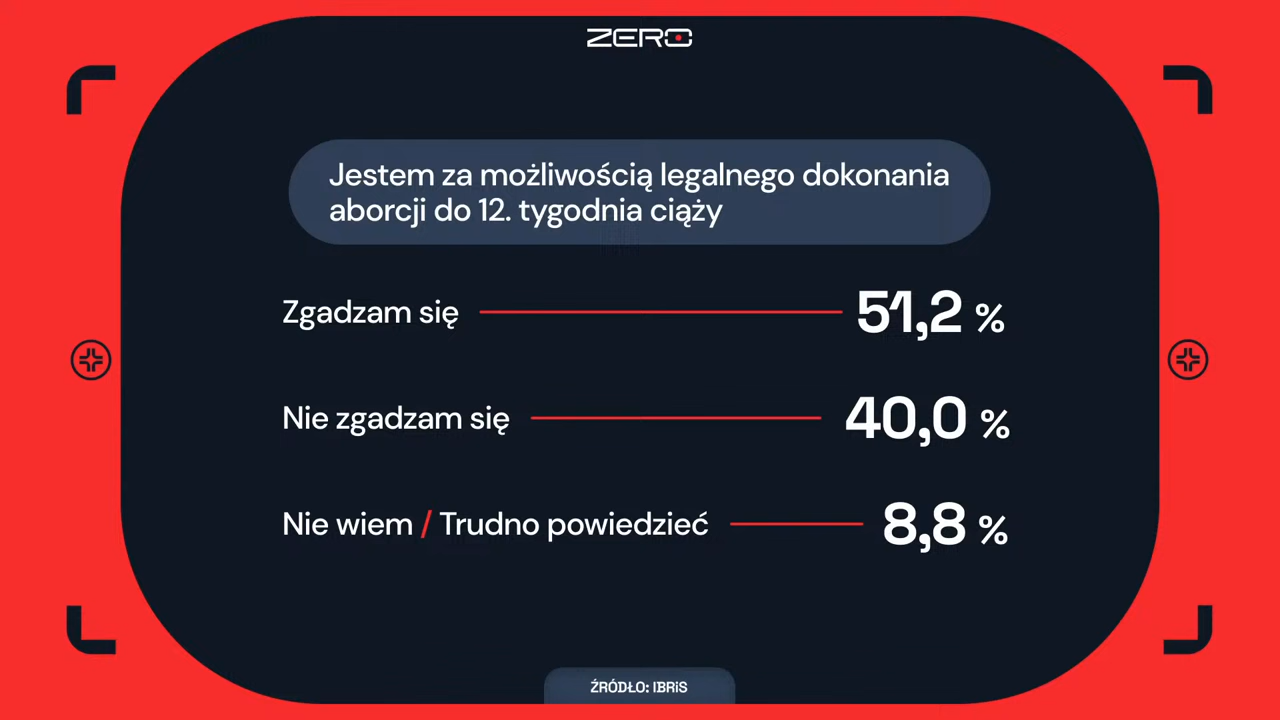 ZERO
Jestem za możliwością legalnego dokonania
aborcji do 12. tygodnia ciąży
Zgadzam się 51,2 %
Nie zgadzam się 40,0 %
Nie wiem / Trudno powiedzieć 8,8 %
ŹRÓDŁO: IBRiS